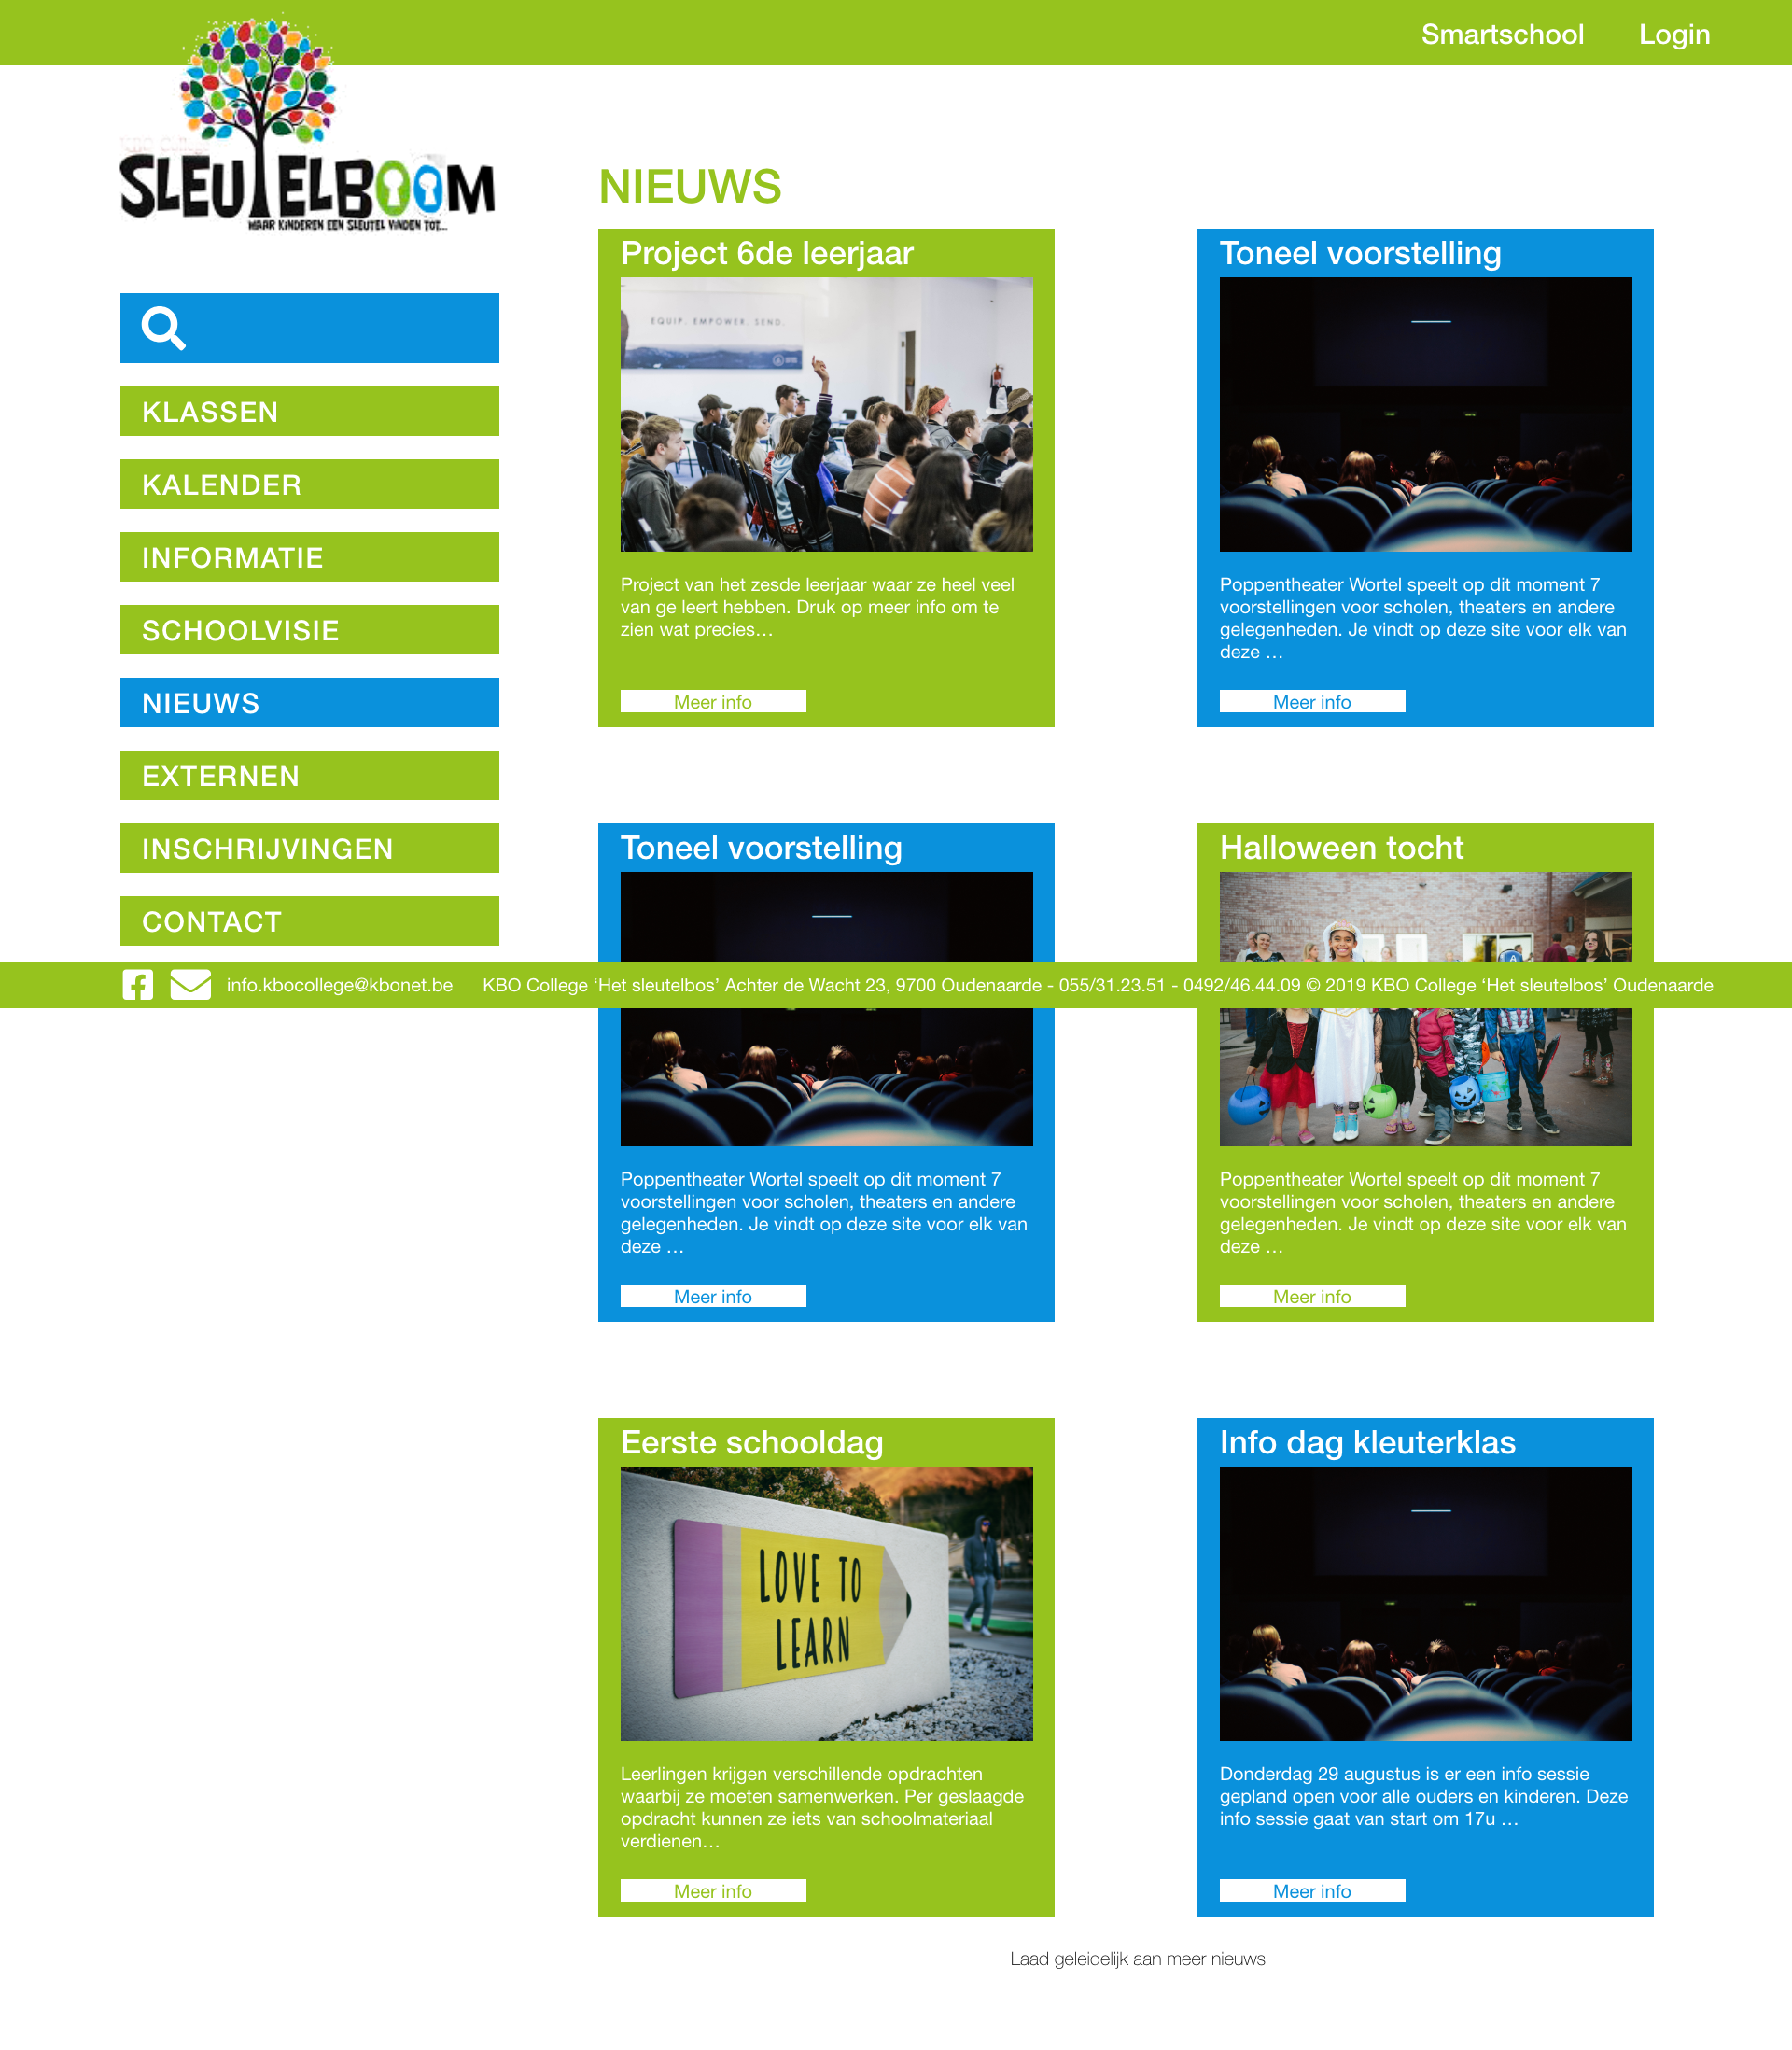 Smartschool Login
SLEUTELBOOM
WAAR KINDEREN EEN SLEUTEL VINDEN TOT...
KLASSEN
KALENDER
INFORMATIE
SCHOOLVISIE
NIEUWS
EXTERNEN
INSCHRIJVINGEN
CONTACT
NIEUWS
Project 6de leerjaar
EQUIP. EMPOWER. SEND.
Project van het zesde leerjaar waar ze heel veel
van ge leert hebben. Druk op meer info om te
zien wat precies…
Meer info
Toneel voorstelling
Poppentheater Wortel speelt op dit moment 7
voorstellingen voor scholen, theaters en andere
gelegenheden. Je vindt op deze site voor elk van
deze …
Meer info
Toneel voorstelling
Poppentheater Wortel speelt op dit moment 7
voorstellingen voor scholen, theaters en andere
gelegenheden. Je vindt op deze site voor elk van
deze …
Meer info
Halloween tocht
Poppentheater Wortel speelt op dit moment 7
voorstellingen voor scholen, theaters en andere
gelegenheden. Je vindt op deze site voor elk van
deze …
Meer info
info.kbocollege@kbonet.be KBO College ‘Het sleutelbos’ Achter de Wacht 23, 9700 Oudenaarde - 055/31.23.51 - 0492/46.44.09 © 2019 KBO College ‘Het sleutelbos’ Oudenaarde
Eerste schooldag
LOVE TO
LEARN
Leerlingen krijgen verschillende opdrachten
waarbij ze moeten samenwerken. Per geslaagde
opdracht kunnen ze iets van schoolmateriaal
verdienen…
Meer info
Info dag kleuterklas
Donderdag 29 augustus is er een info sessie
gepland open voor alle ouders en kinderen. Deze
info sessie gaat van start om 17u …
Meer info
Laad geleidelijk aan meer nieuws